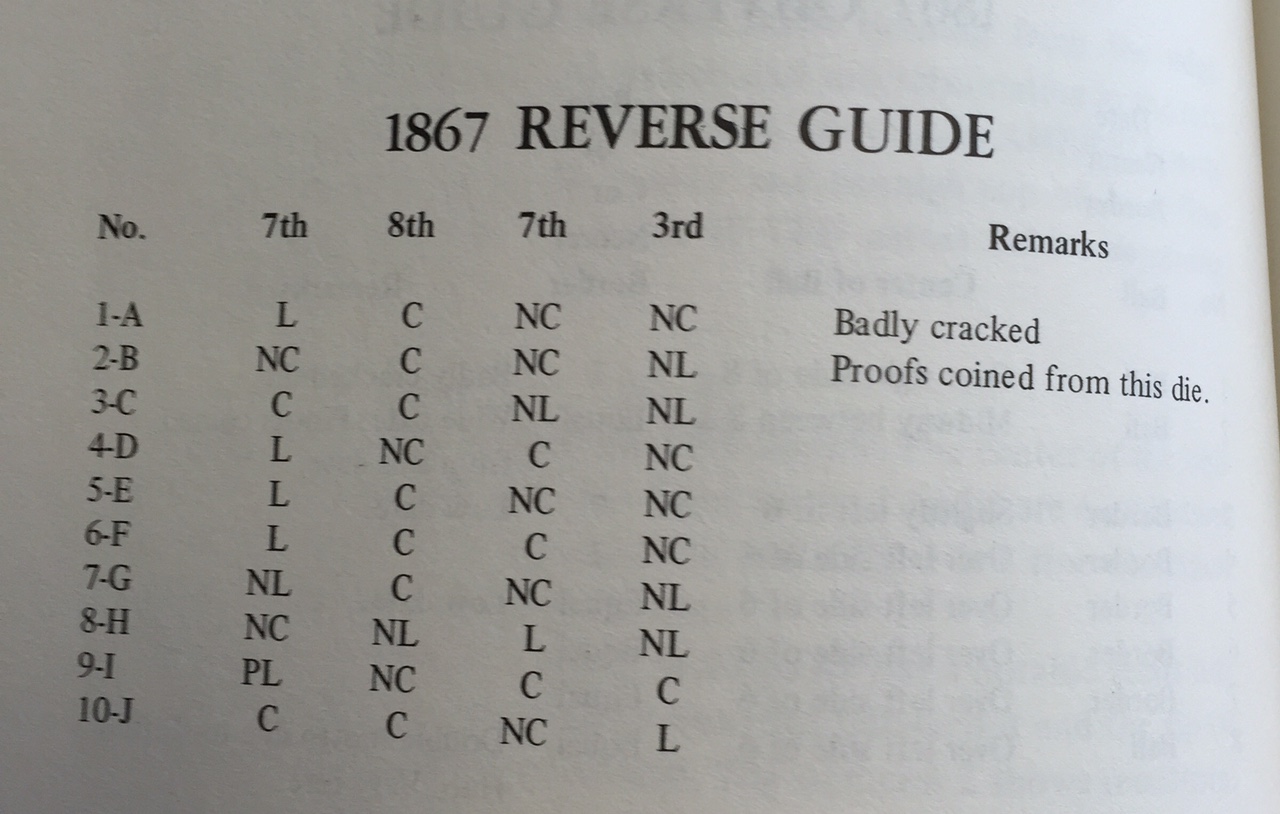 1867 REVERSE GUIDE
No. 7th 8th 7th 3rd Remarks
1-A L C NC NC Badly cracked
2-B NC C NC NL Proofs coined from this die.
3-C C C NL NL
4-D L NC C NC
5-E L C NC NC
6-F L C C NC
7-G NL C NC NL
8-H NC NL L NL
9-I PL NC C C
10-J C C NC L